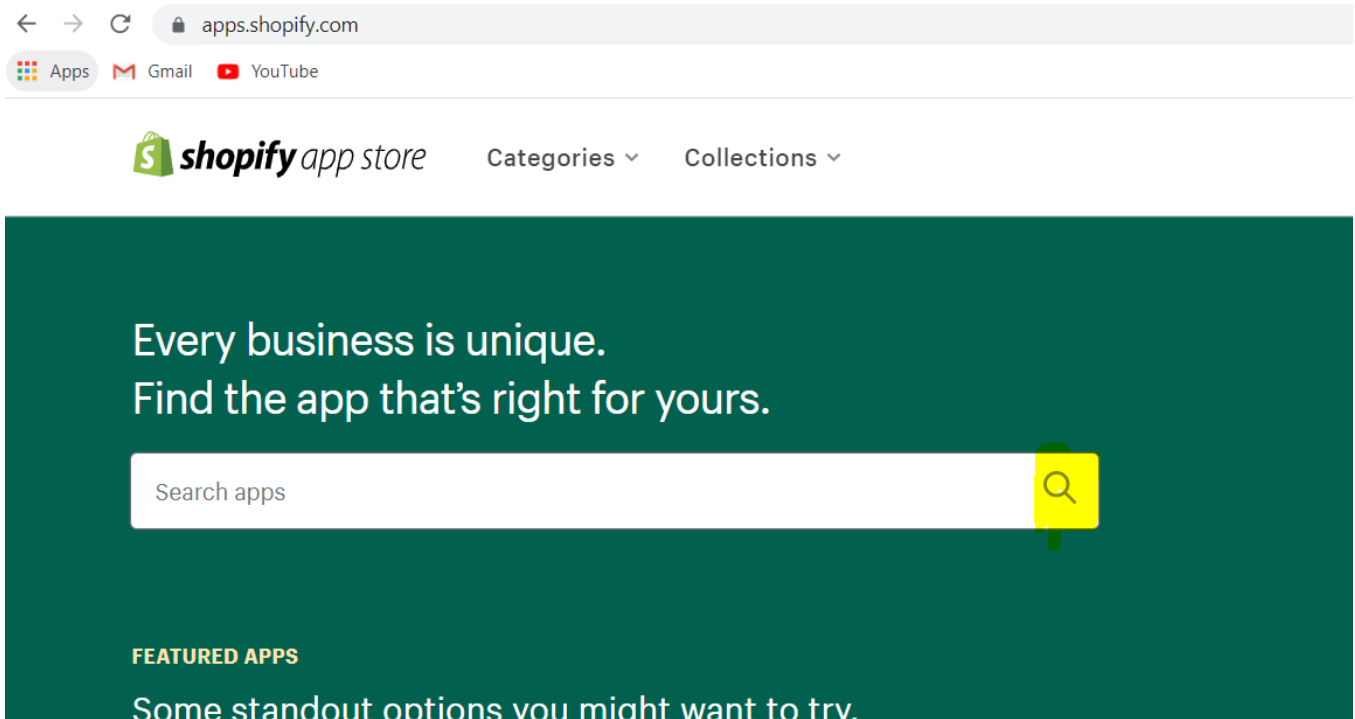 apps.shopify.com
Apps Gmail YouTube
shopify app store Categories Collections
Every business is unique.
Find the app that's right for yours.
Search apps
FEATURED APPS
Some standout options you might want to try.